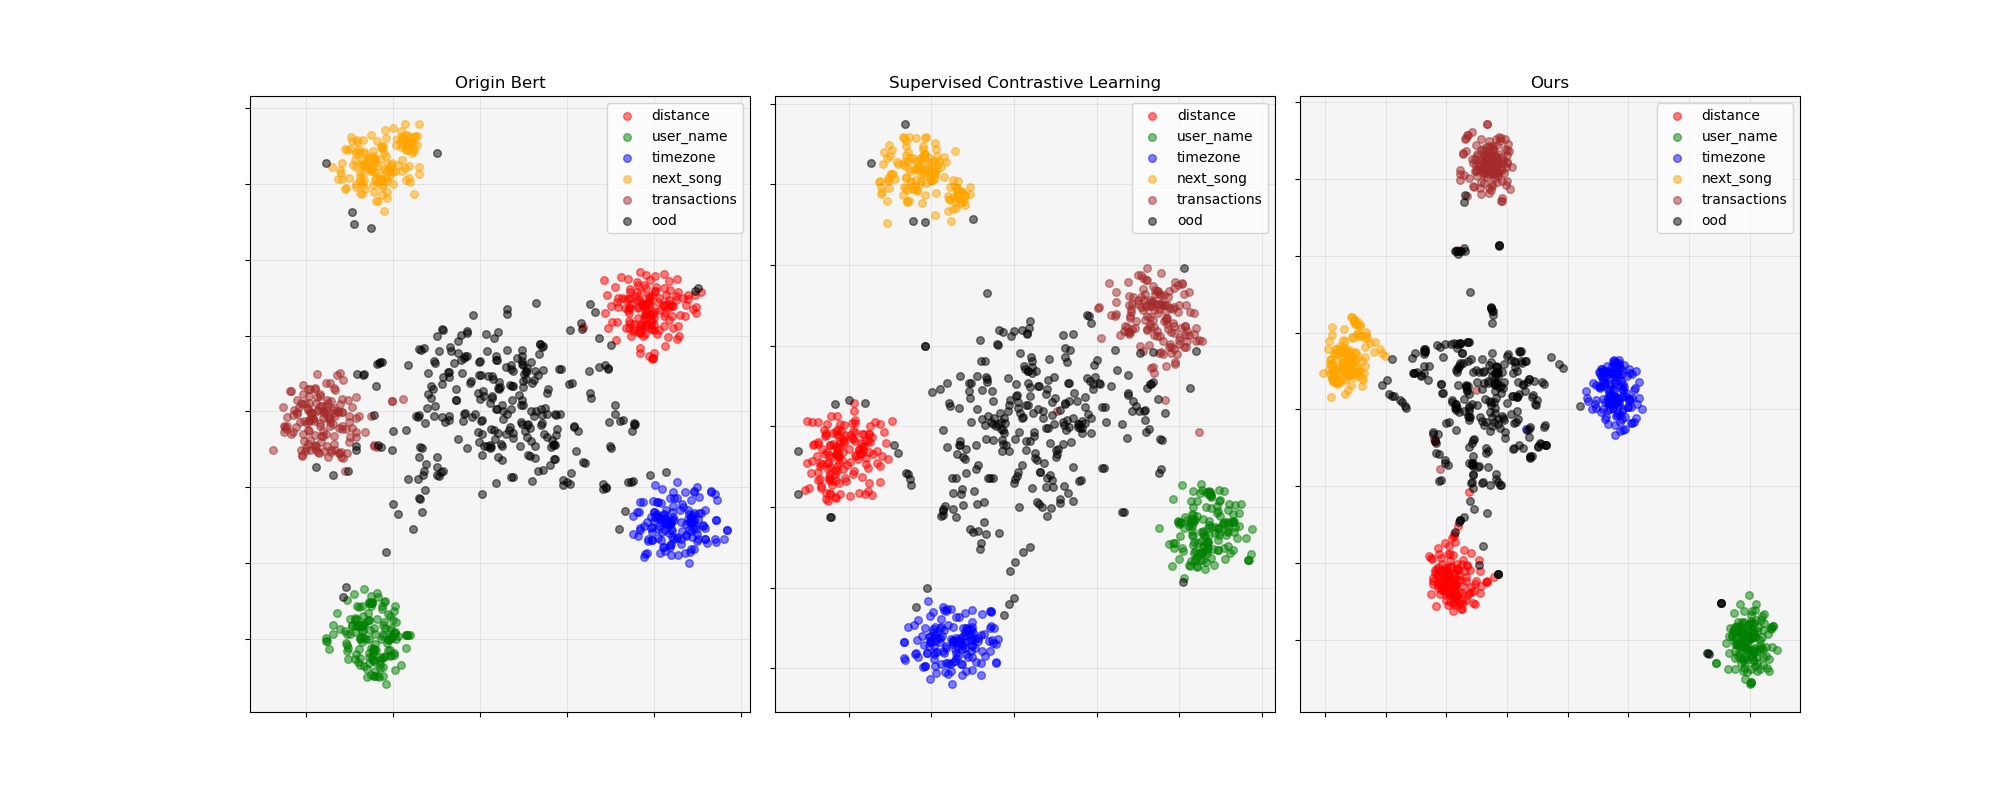 Origin Bert
distance
user_name
timezone
next_song
transactions
ood
Supervised Contrastive Learning
distance
user_name
timezone
next_song
transactions
ood
Ours
distance
user_name
timezone
next_song
transactions
ood